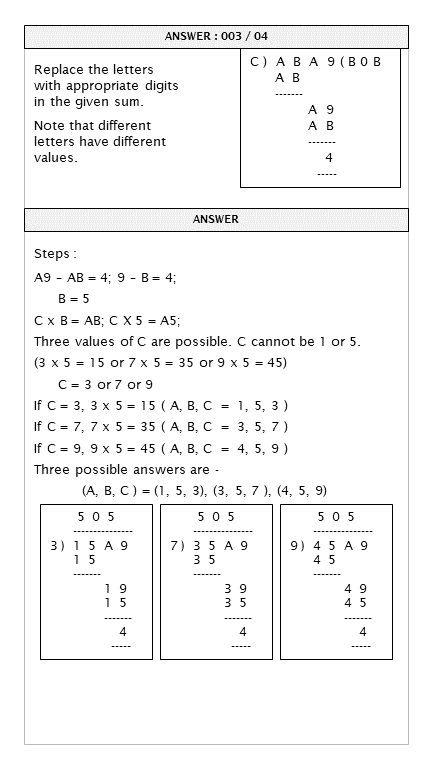 ANSWER : 003 / 04
Replace the letters
with appropriate digits
in the given sum.
Note that different
letters have different
values.
C ) A B A 9 ( B 0 B
A B
-------
A 9
A B
-------
4
-----
ANSWER
Steps :
A9 – AB = 4; 9 – B = 4;
B = 5
C x B = AB; C X 5 = A5;
Three values of C are possible. C cannot be 1 or 5.
(3 x 5 = 15 or 7 x 5 = 35 or 9 x 5 = 45)
C = 3 or 7 or 9
If C = 3, 3 x 5 = 15 ( A, B, C = 1, 5, 3 )
If C = 7, 7 x 5 = 35 ( A, B, C = 3, 5, 7 )
If C = 9, 9 x 5 = 45 ( A, B, C = 4, 5, 9 )
Three possible answers are -
(A, B, C ) = (1, 5, 3), (3, 5, 7 ), (4, 5, 9)
5 0 5
---------------
3 ) 1 5 A 9
1 5
-------
1 9
1 5
-------
4
-----
5 0 5
---------------
7 ) 3 5 A 9
3 5
-------
3 9
3 5
-------
4
-----
5 0 5
---------------
9 ) 4 5 A 9
4 5
-------
4 9
4 5
-------
4
-----